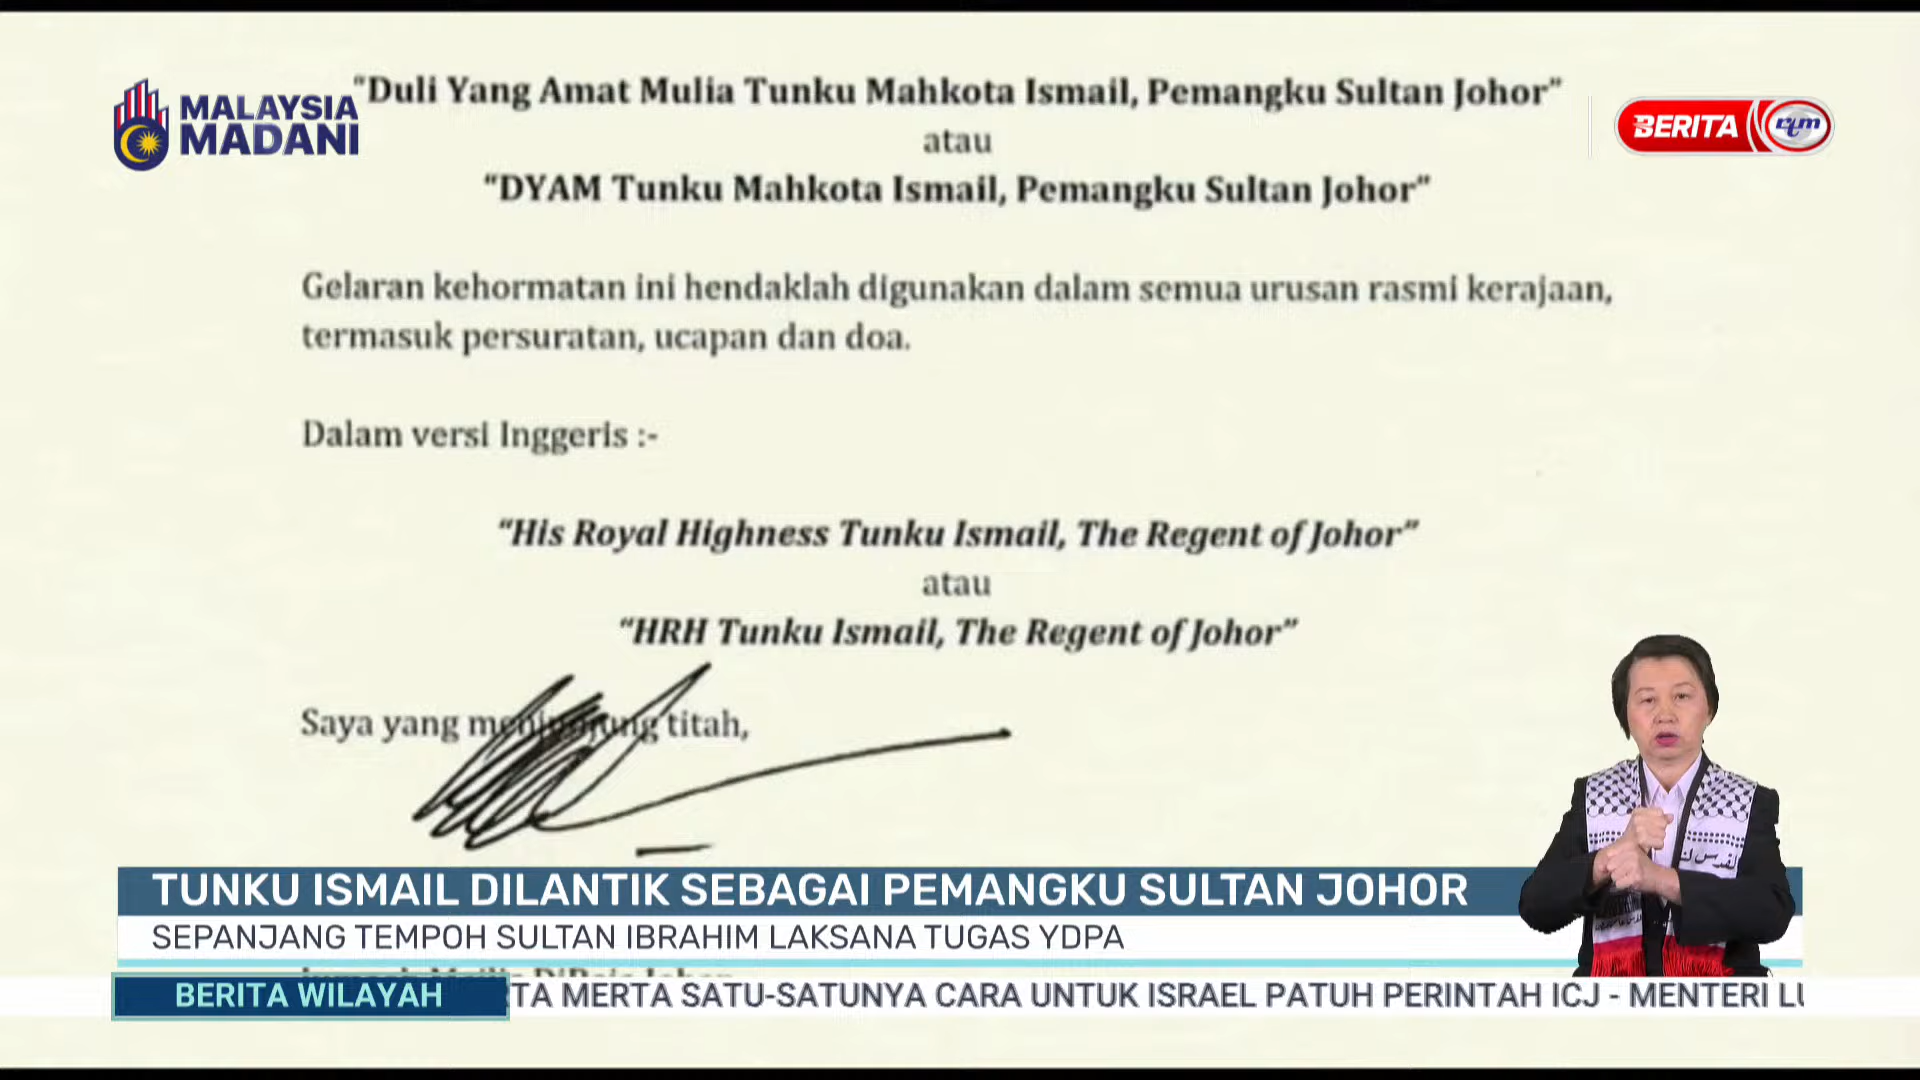 "Duli Yang Amat Mulia Tunku Mahkota Ismail, Pemangku Sultan Johor"
MALAYSIA
MADANI
BERITA rtm
atau
"DYAM Tunku Mahkota Ismail, Pemangku Sultan Johor"
Gelaran kehormatan ini hendaklah digunakan dalam semua urusan rasmi kerajaan,
termasuk persuratan, ucapan dan doa.
Dalam versi Inggeris :-
"His Royal Highness Tunku Ismail, The Regent of Johor"
atau
"HRH Tunku Ismail, The Regent of Johor"
Saya yang menjunjung titah,
TUNKU ISMAIL DILANTIK SEBAGAI PEMANGKU SULTAN JOHOR
SEPANJANG TEMPOH SULTAN IBRAHIM LAKSANA TUGAS YDPA
BERITA WILAYAH
TA MERTA SATU-SATUNYA CARA UNTUK ISRAEL PATUH PERINTAH ICJ - MENTERI LU